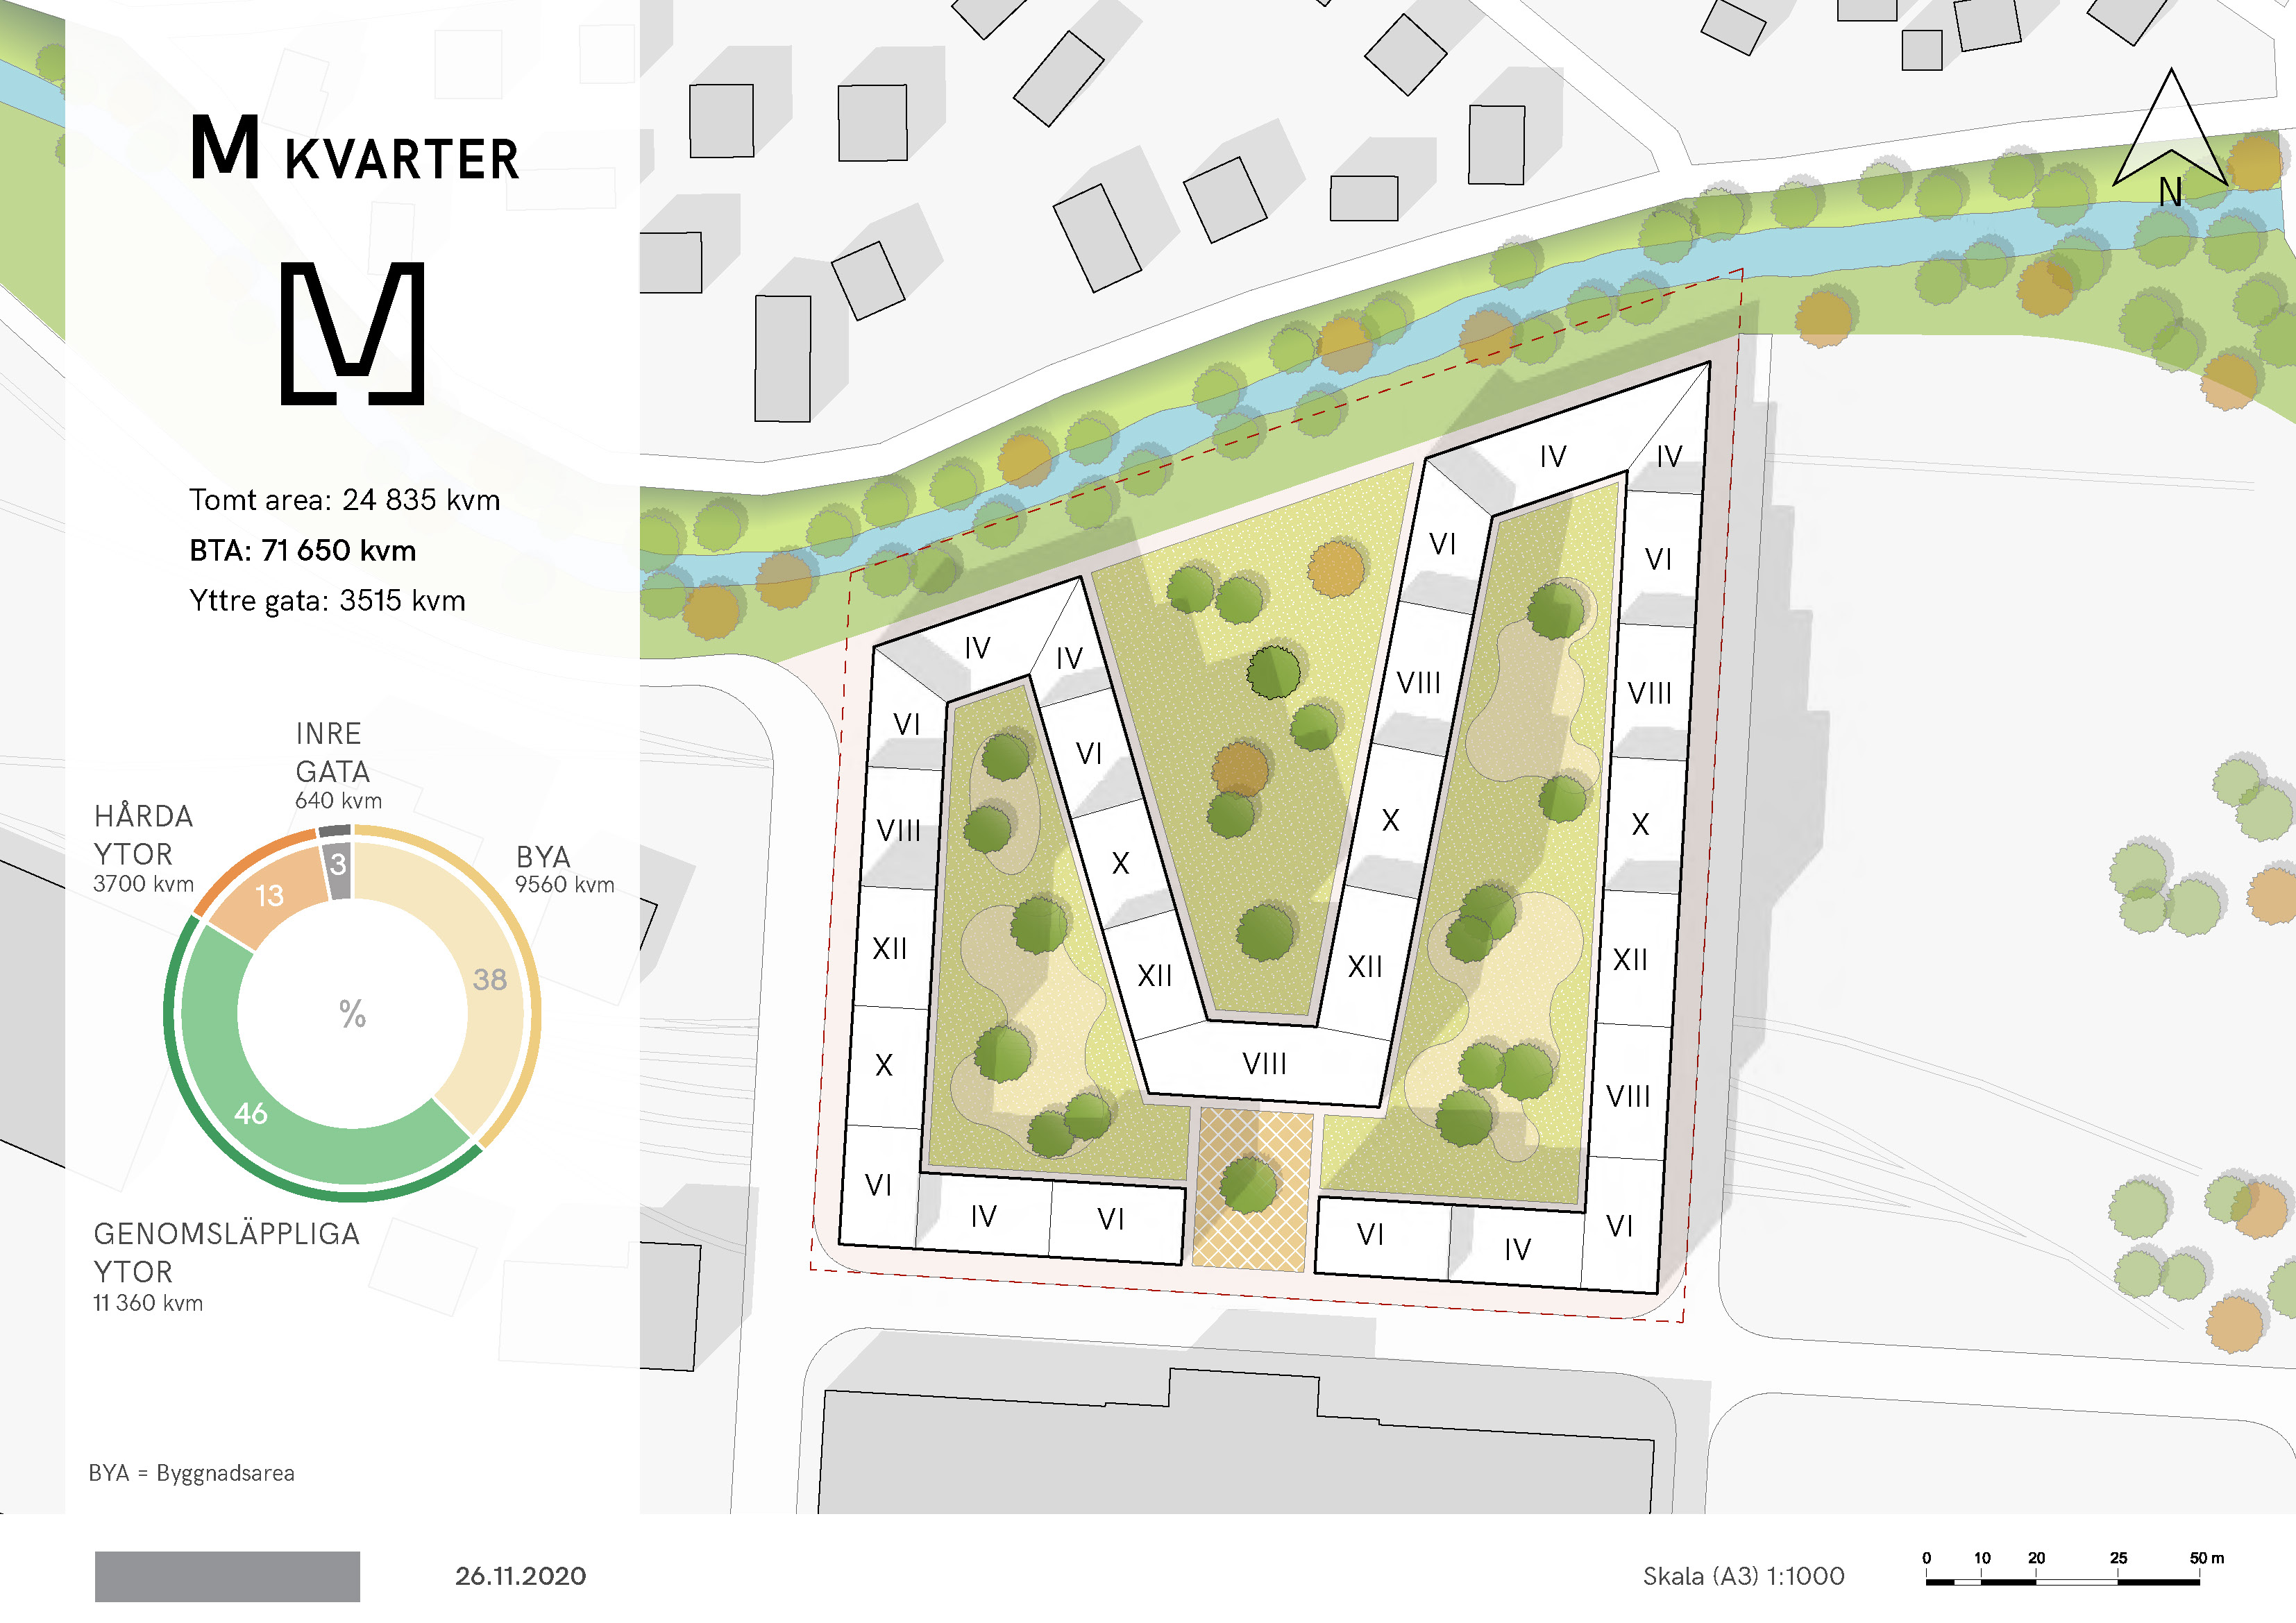 M KVARTER
Tomt area: 24 835 kvm
BTA: 71 650 kvm
Yttre gata: 3515 kvm
INRE
GATA
640 kvm
HÅRDA
YTOR
3700 kvm
BYA
9560 kvm
3
13
38
%
46
GENOMSLÄPPLIGA
YTOR
11 360 kvm
BYA = Byggnadsarea
26.11.2020
N
IV
IV
VI
VI
IV
IV
VI
VIII
VIII
VI
VI
X
X
VIII
X
XII
XII
XII
XII
X
VIII
VIII
VI
IV
VI
VI
IV
VI
Skala (A3) 1:1000
0
10
20
25
50 m